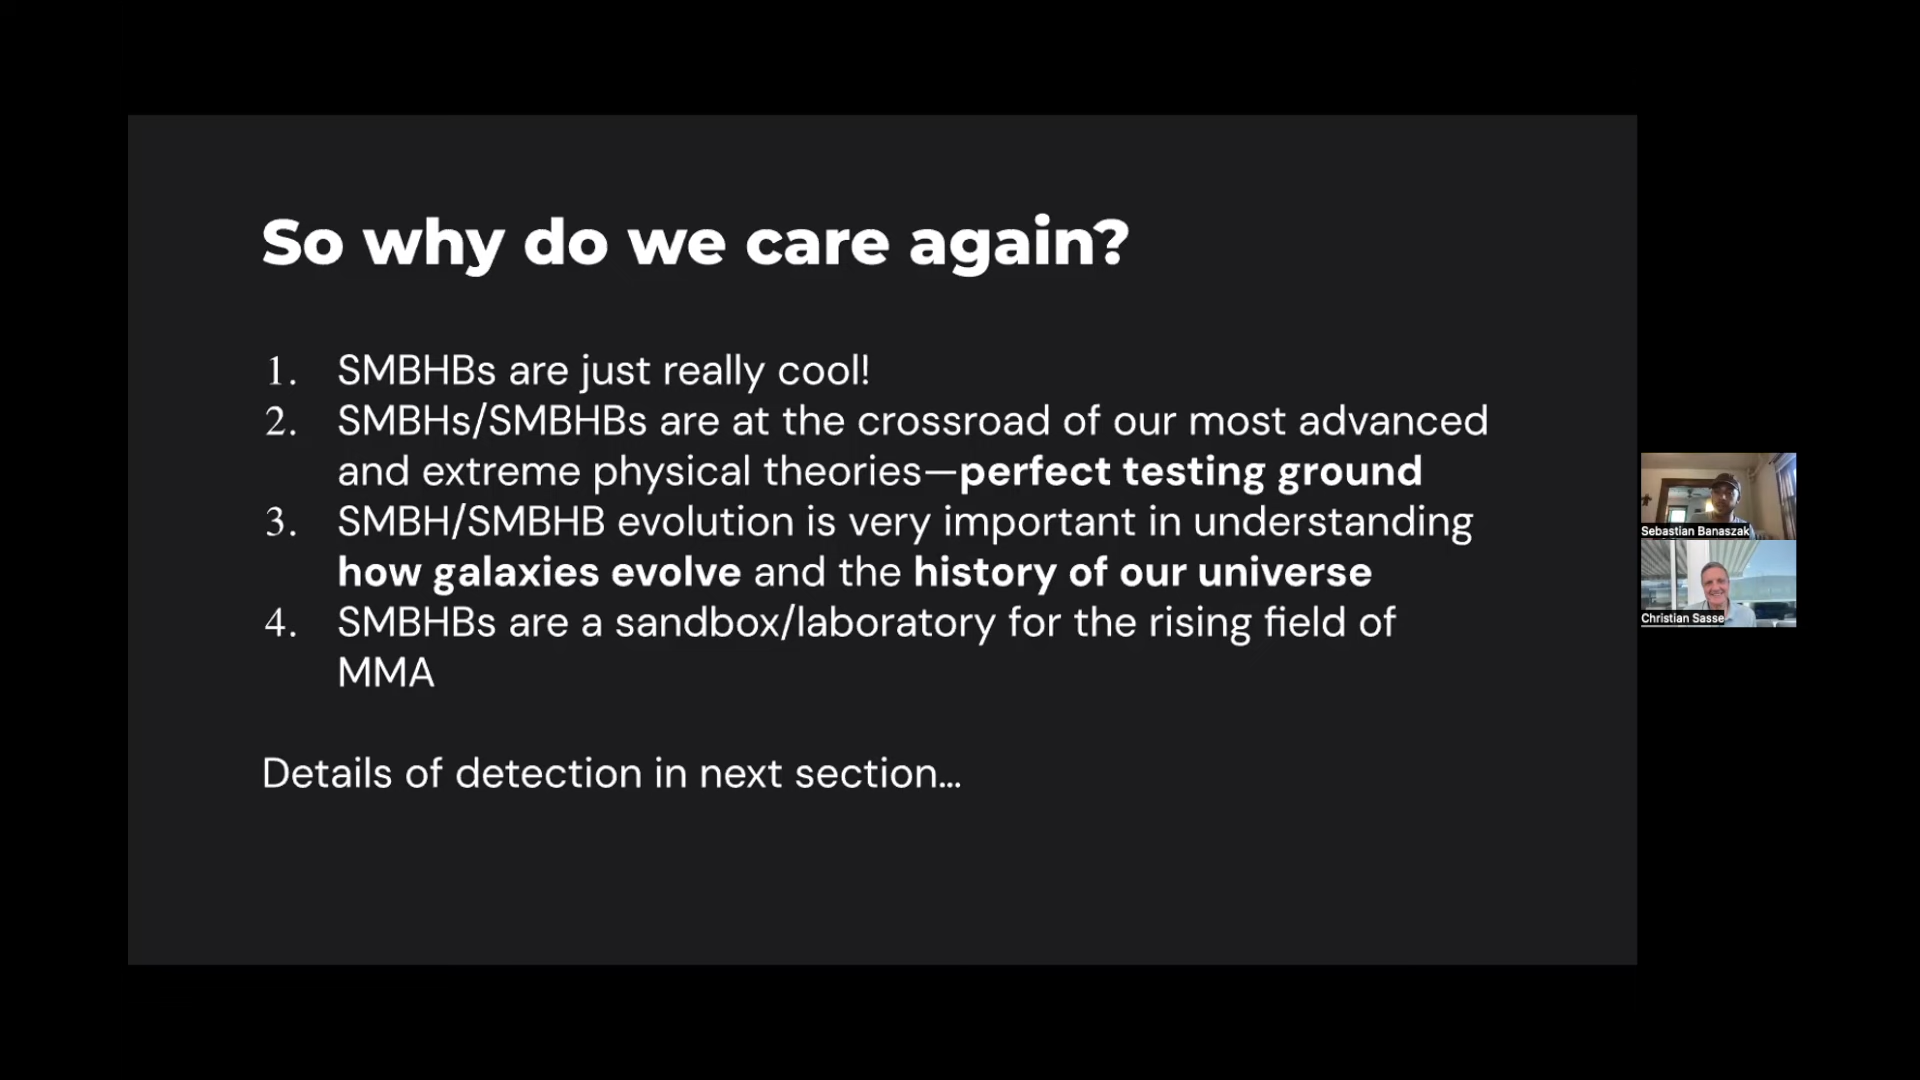 So why do we care again?
1. SMBHBs are just really cool!
2. SMBHs/SMBHBs are at the crossroad of our most advanced
and extreme physical theories—perfect testing ground
3. SMBH/SMBHB evolution is very important in understanding
how galaxies evolve and the history of our universe
4. SMBHBs are a sandbox/laboratory for the rising field of
MMA
Details of detection in next section...
Sebastian Banaszak
Christian Sasse